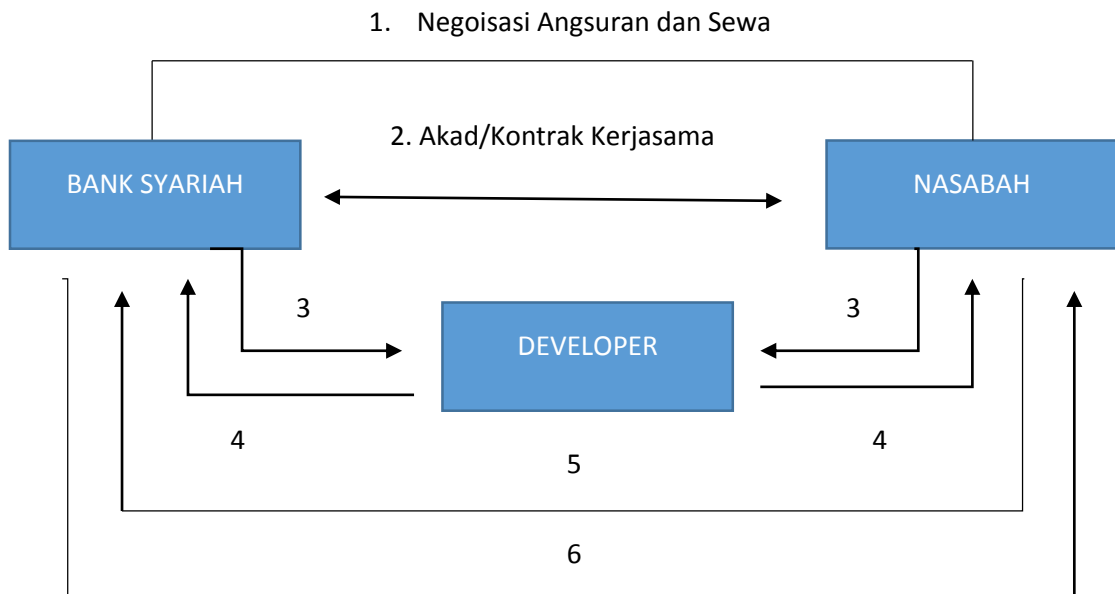 1. Negoisasi Angsuran dan Sewa
2. Akad/Kontrak Kerjasama
BANK SYARIAH
NASABAH
3
3
DEVELOPER
4
4
5
6